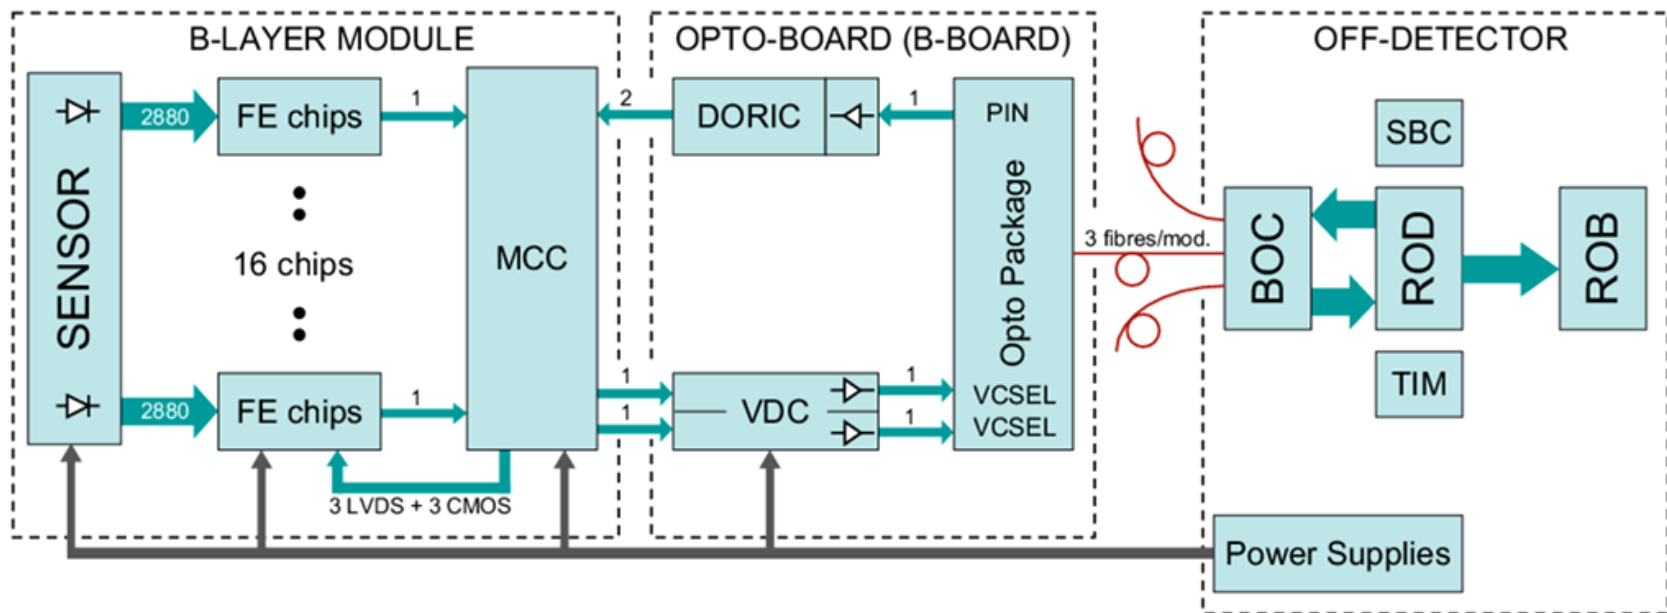 B-LAYER MODULE
OPTO-BOARD (B-BOARD)
OFF-DETECTOR
SENSOR
2880
FE chips
1
16 chips
2880
FE chips
1
MCC
3 LVDS + 3 CMOS
2
DORIC
1
PIN
Opto Package
1
1
VDC
1
1
VCSEL
VCSEL
3 fibres/mod.
SBC
BOC
ROD
ROB
TIM
Power Supplies